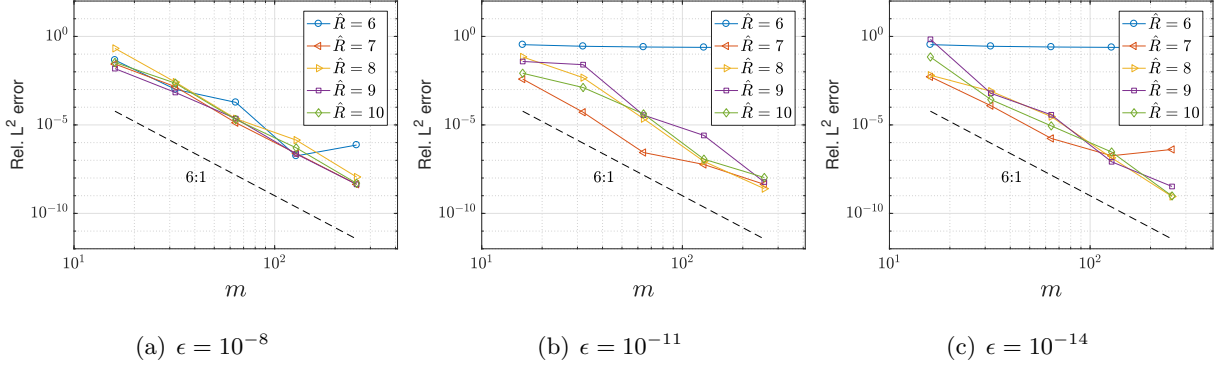 10^0
10^{-5}
10^{-10}
Rel. L^2 error
10^1
10^2
m
6:1
R̂ = 6
R̂ = 7
R̂ = 8
R̂ = 9
R̂ = 10
(a) ϵ = 10^{-8}
10^0
10^{-5}
10^{-10}
Rel. L^2 error
10^1
10^2
m
6:1
R̂ = 6
R̂ = 7
R̂ = 8
R̂ = 9
R̂ = 10
(b) ϵ = 10^{-11}
10^0
10^{-5}
10^{-10}
Rel. L^2 error
10^1
10^2
m
6:1
R̂ = 6
R̂ = 7
R̂ = 8
R̂ = 9
R̂ = 10
(c) ϵ = 10^{-14}